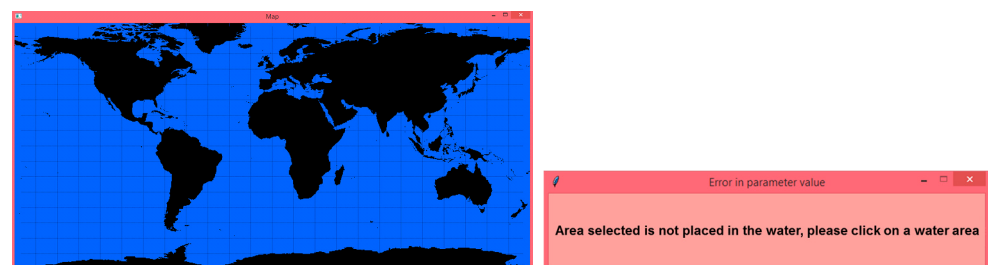 Map
Error in parameter value
Area selected is not placed in the water, please click on a water area